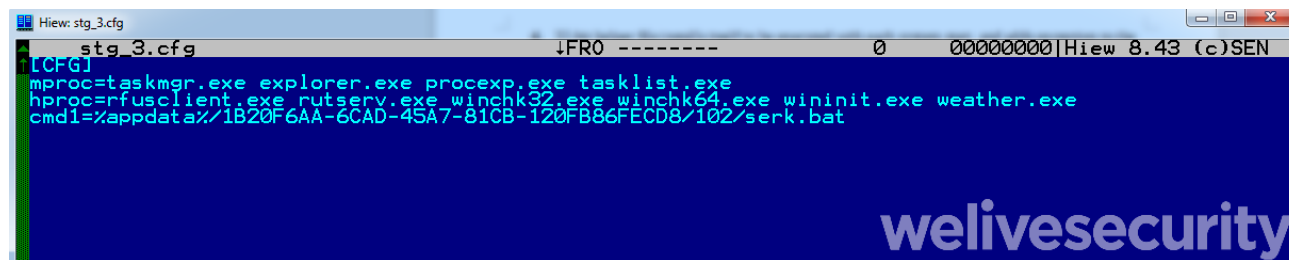 Hiew: stg_3.cfg
stg_3.cfg ↓FRO -------- 0 00000000|Hiew 8.43 (c)SEN
[CFG]
mproc=taskmgr.exe explorer.exe procexp.exe tasklist.exe
hproc=rfusclient.exe rutserv.exe winchk32.exe winchk64.exe wininit.exe weather.exe
cmd1=%appdata%/1B20F6AA-6CAD-45A7-81CB-120FB86FECD8/102/serk.bat
welivesecurity